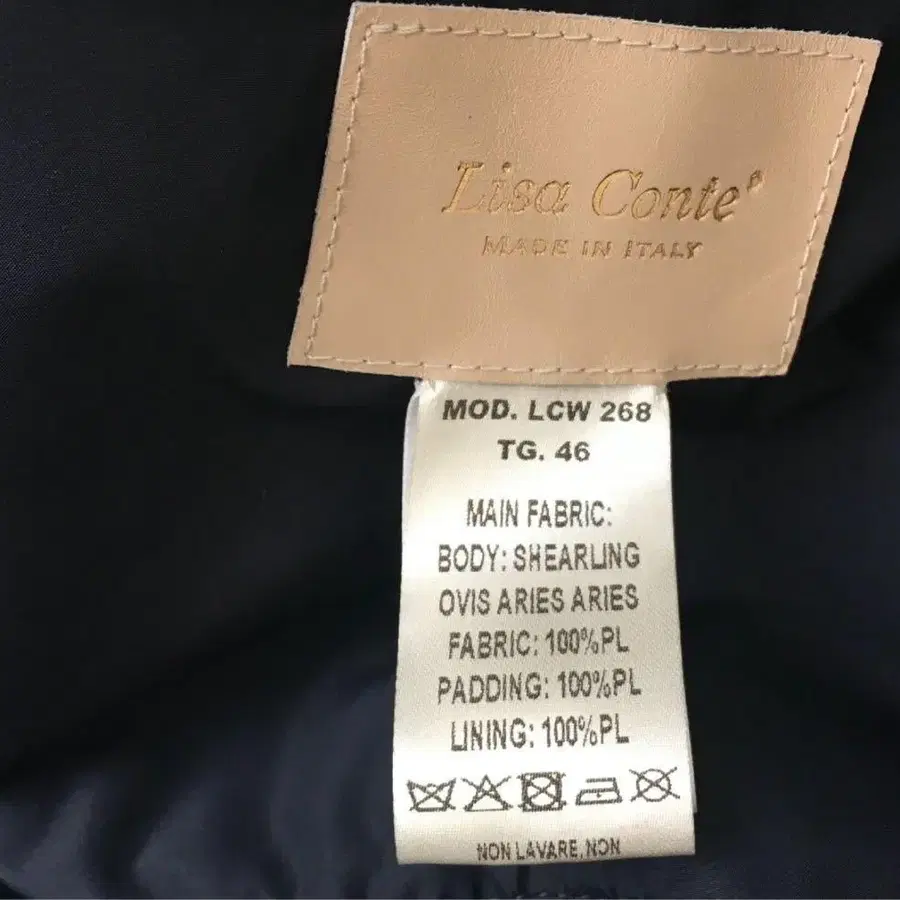 Lisa Conte®
MADE IN ITALY
MOD. LCW 268
TG. 46
MAIN FABRIC:
BODY: SHEARLING
OVIS ARIES ARIES
FABRIC: 100%PL
PADDING: 100%PL
LINING: 100%PL
NON LAVARE, NON